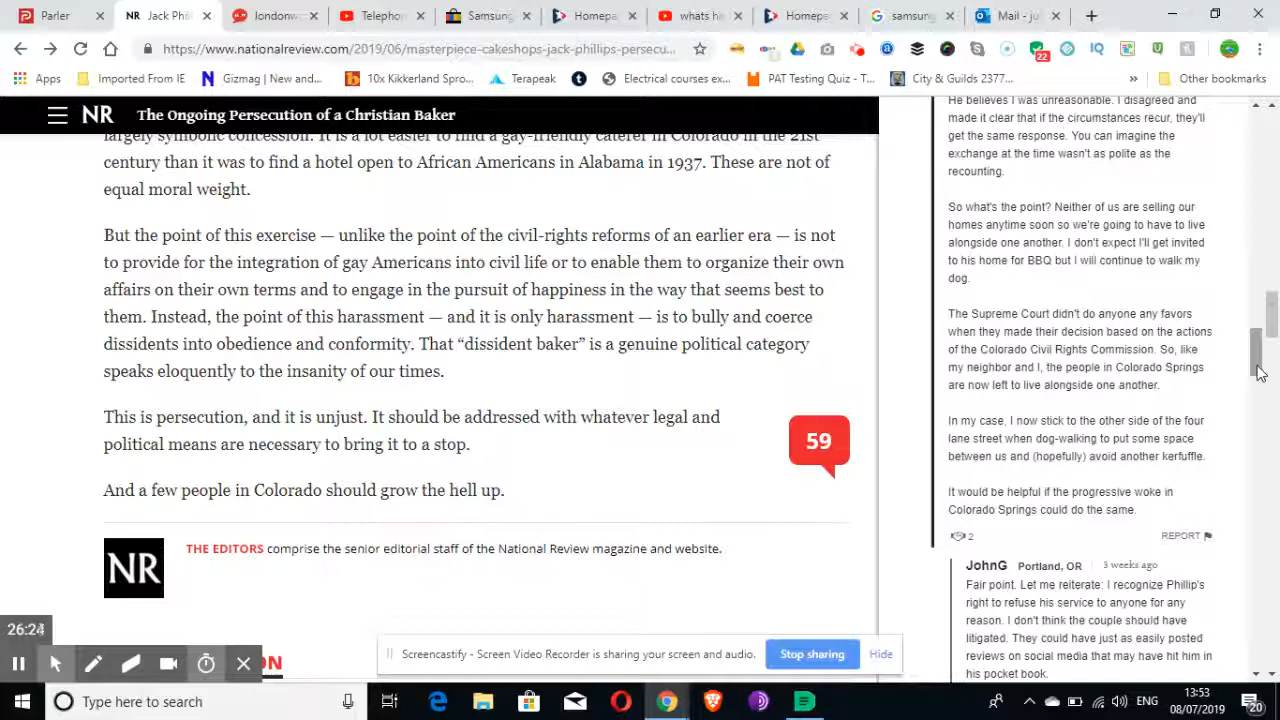 Parler
Jack Phil
londonw
Telephor
Samsung
Homepa
whats he
Homepa
samsung
Mail - ju
https://www.nationalreview.com/2019/06/masterpiece-cakeshops-jack-phillips-persecu...
22
Apps
Imported From IE
Gizmag | New and...
10x Kikkerland Spro...
Terapeak
Electrical courses ex...
PAT Testing Quiz - T...
City & Guilds 2377...
»
Other bookmarks
NR The Ongoing Persecution of a Christian Baker
largely symbolic concession. It is a lot easier to find a gay-friendly caterer in Colorado in the 21st
century than it was to find a hotel open to African Americans in Alabama in 1937. These are not of
equal moral weight.
But the point of this exercise — unlike the point of the civil-rights reforms of an earlier era — is not
to provide for the integration of gay Americans into civil life or to enable them to organize their own
affairs on their own terms and to engage in the pursuit of happiness in the way that seems best to
them. Instead, the point of this harassment — and it is only harassment — is to bully and coerce
dissidents into obedience and conformity. That “dissident baker” is a genuine political category
speaks eloquently to the insanity of our times.
This is persecution, and it is unjust. It should be addressed with whatever legal and
political means are necessary to bring it to a stop.
59
And a few people in Colorado should grow the hell up.
NR
THE EDITORS comprise the senior editorial staff of the National Review magazine and website.
He believes I was unreasonable. I disagreed and
made it clear that if the circumstances recur, they'll
get the same response. You can imagine the
exchange at the time wasn't as polite as the
recounting.
So what's the point? Neither of us are selling our
homes anytime soon so we're going to have to live
alongside one another. I don't expect I'll get invited
to his home for BBQ but I will continue to walk my
dog.
The Supreme Court didn't do anyone any favors
when they made their decision based on the actions
of the Colorado Civil Rights Commission. So, like
my neighbor and I, the people in Colorado Springs
are now left to live alongside one another.
In my case, I now stick to the other side of the four
lane street when dog-walking to put some space
between us and (hopefully) avoid another kerfuffle.
It would be helpful if the progressive woke in
Colorado Springs could do the same.
2
REPORT
JohnG Portland, OR 3 weeks ago
Fair point. Let me reiterate: I recognize Phillip's
right to refuse his service to anyone for any
reason. I don't think the couple should have
litigated. They could have just as easily posted
reviews on social media that may have hit him in
his pocket book.
26:24
ON
Screencastify - Screen Video Recorder is sharing your screen and audio.
Stop sharing
Hide
Type here to search
ENG
13:53
08/07/2019
20